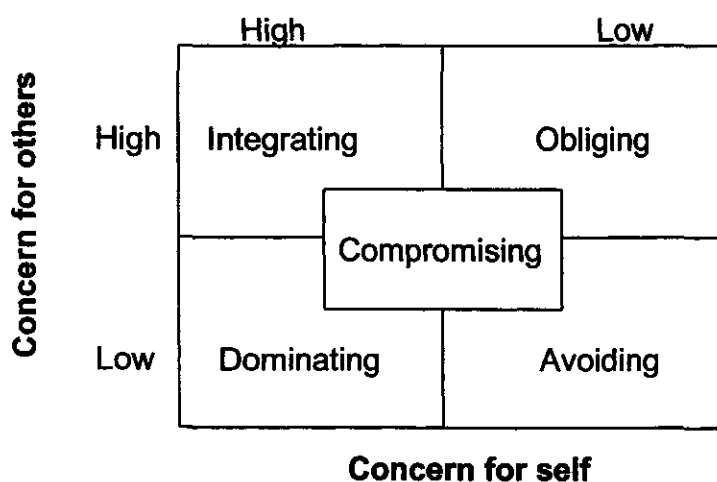 High Low
Concern for others
High Integrating Obliging
Compromising
Low Dominating Avoiding
Concern for self